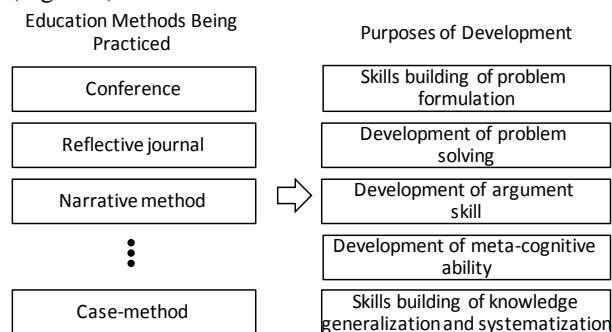 Education Methods Being
Practiced
Conference
Reflective journal
Narrative method
Case-method
Purposes of Development
Skills building of problem
formulation
Development of problem
solving
Development of argument
skill
Development of meta-cognitive
ability
Skills building of knowledge
generalization and systematization